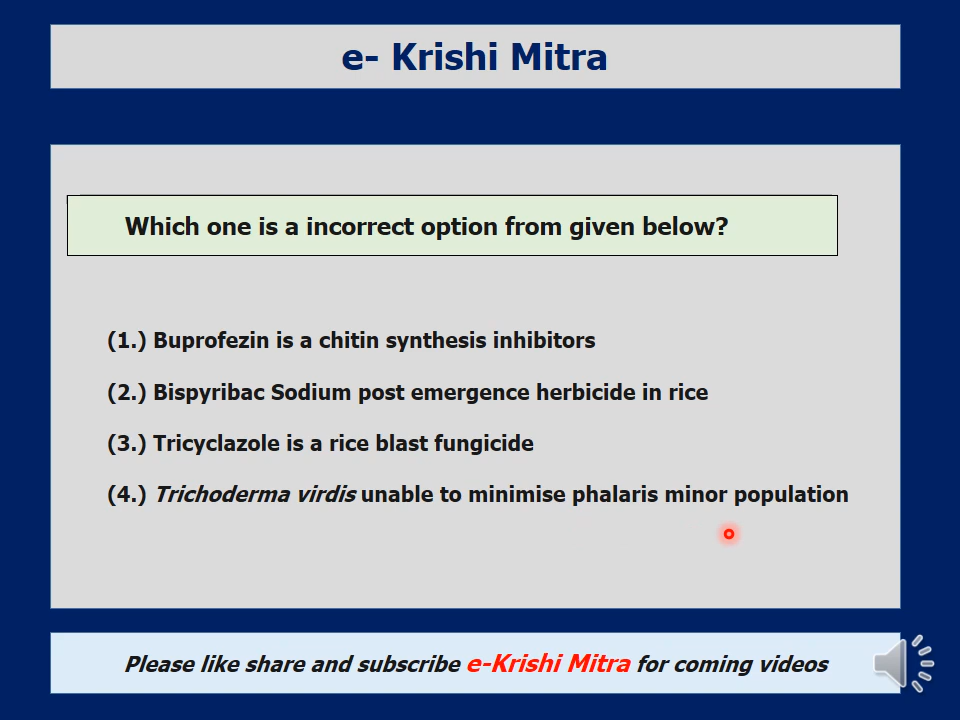 e- Krishi Mitra
Which one is a incorrect option from given below?
(1.) Buprofezin is a chitin synthesis inhibitors
(2.) Bispyribac Sodium post emergence herbicide in rice
(3.) Tricyclazole is a rice blast fungicide
(4.) Trichoderma virdis unable to minimise phalaris minor population
Please like share and subscribe e-Krishi Mitra for coming videos